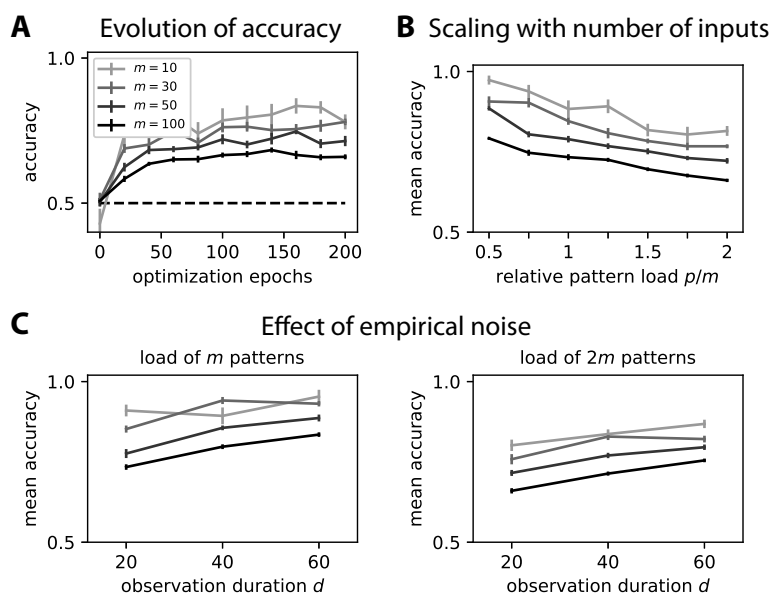 A Evolution of accuracy
1.0
0.5
accuracy
m = 10
m = 30
m = 50
m = 100
0 50 100 150 200
optimization epochs
B Scaling with number of inputs
1.0
0.5
mean accuracy
0.5 1 1.5 2
relative pattern load p/m
C Effect of empirical noise
load of m patterns
1.0
0.5
mean accuracy
20 40 60
observation duration d
load of 2m patterns
1.0
0.5
mean accuracy
20 40 60
observation duration d